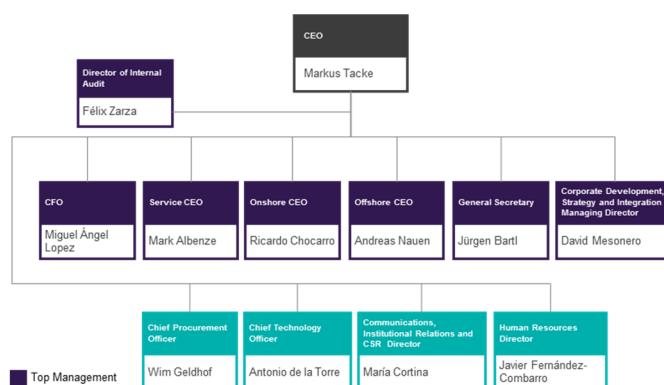 CEO
Markus Tacke
Director of Internal
Audit
Félix Zarza
CFO
Miguel Ángel
Lopez
Service CEO
Mark Albenze
Onshore CEO
Ricardo Chocarro
Offshore CEO
Andreas Nauen
General Secretary
Jürgen Bartl
Corporate Development,
Strategy and Integration
Managing Director
David Mesonero
Chief Procurement
Officer
Wim Geldhof
Chief Technology
Officer
Antonio de la Torre
Communications,
Institutional Relations and
CSR Director
María Cortina
Human Resources
Director
Javier Fernández-
Combarro
Top Management